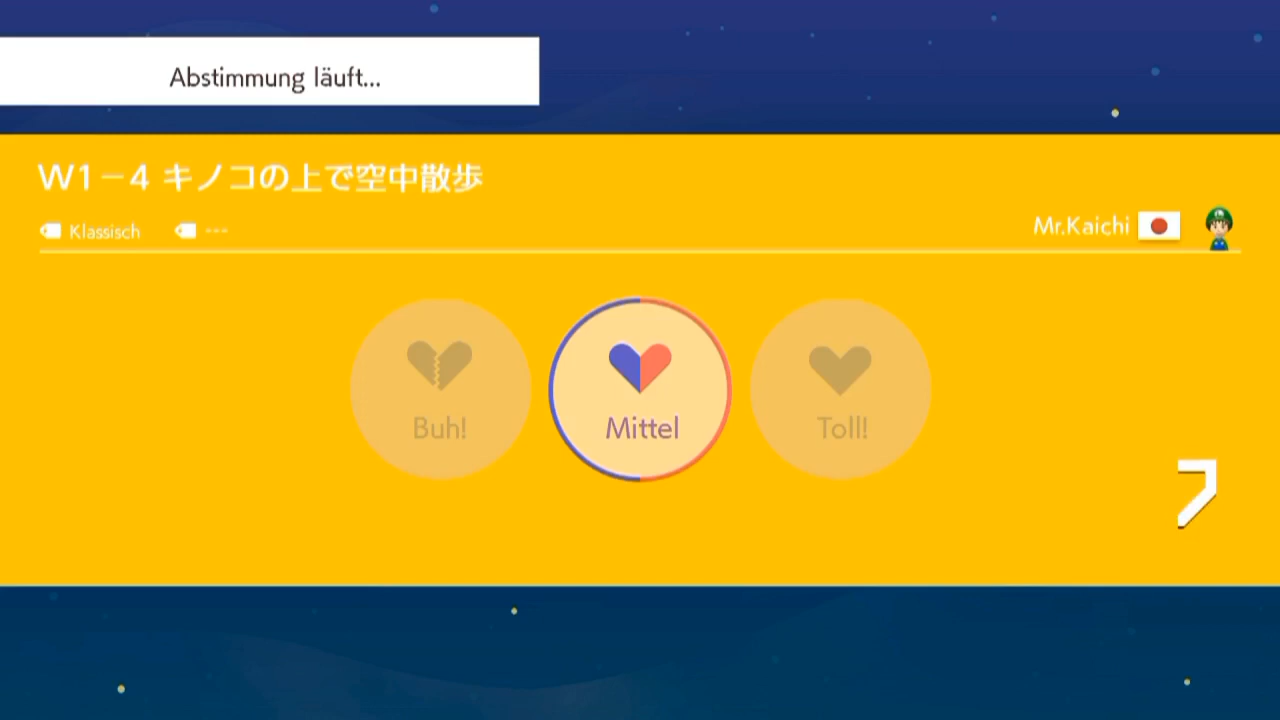 Abstimmung läuft...
W1-4 キノコの上で空中散歩
Klassisch ---
Mr.Kaichi
Buh! Mittel Toll!
7